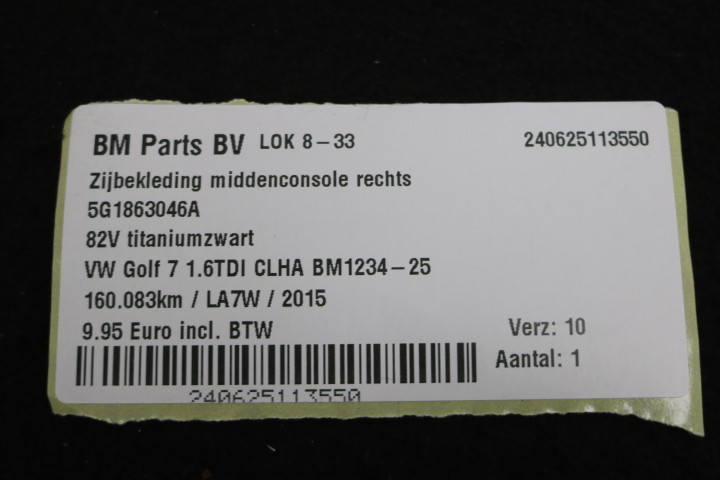 BM Parts BV LOK 8-33 240625113550
Zijbekleding middenconsole rechts
5G1863046A
82V titaniumzwart
VW Golf 7 1.6TDI CLHA BM1234-25
160.083km / LA7W / 2015
9.95 Euro incl. BTW Verz: 10
Aantal: 1
240625113550